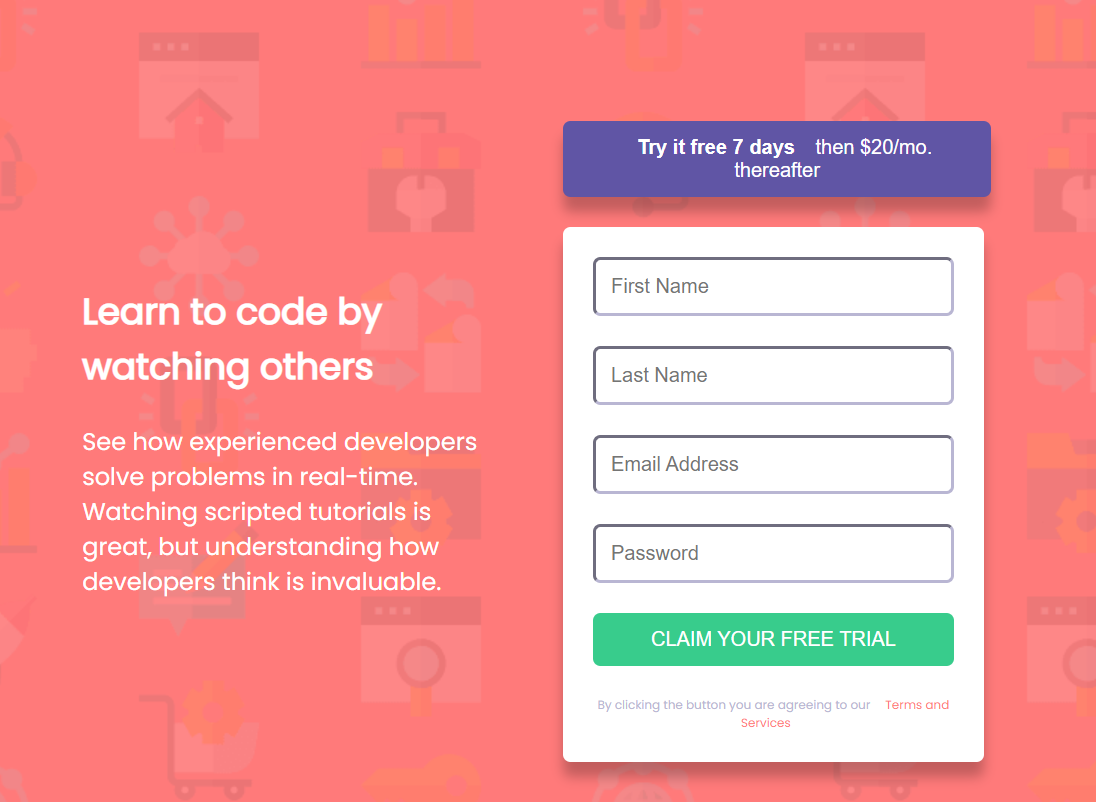 Learn to code by
watching others
See how experienced developers
solve problems in real-time.
Watching scripted tutorials is
great, but understanding how
developers think is invaluable.
Try it free 7 days then $20/mo.
thereafter
First Name
Last Name
Email Address
Password
CLAIM YOUR FREE TRIAL
By clicking the button you are agreeing to our Terms and
Services